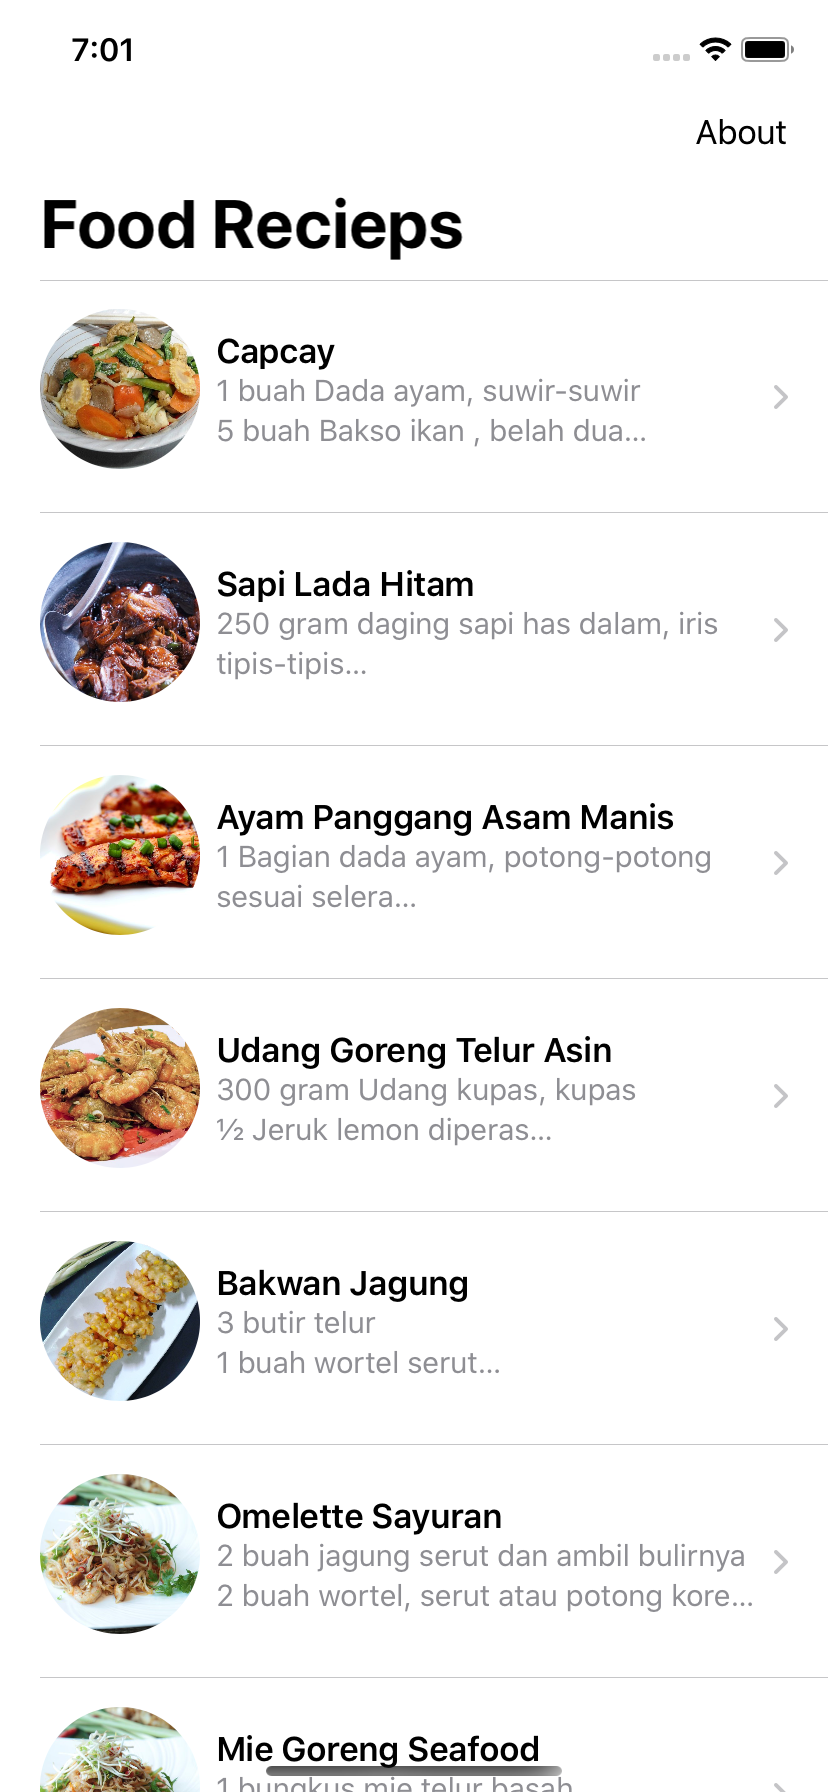 7:01
About
Food Recieps
Capcay
1 buah Dada ayam, suwir-suwir
5 buah Bakso ikan , belah dua...
Sapi Lada Hitam
250 gram daging sapi has dalam, iris
tipis-tipis...
Ayam Panggang Asam Manis
1 Bagian dada ayam, potong-potong
sesuai selera...
Udang Goreng Telur Asin
300 gram Udang kupas, kupas
½ Jeruk lemon diperas...
Bakwan Jagung
3 butir telur
1 buah wortel serut...
Omelette Sayuran
2 buah jagung serut dan ambil bulirnya
2 buah wortel, serut atau potong kore...
Mie Goreng Seafood
1 bungkus mie telur basah